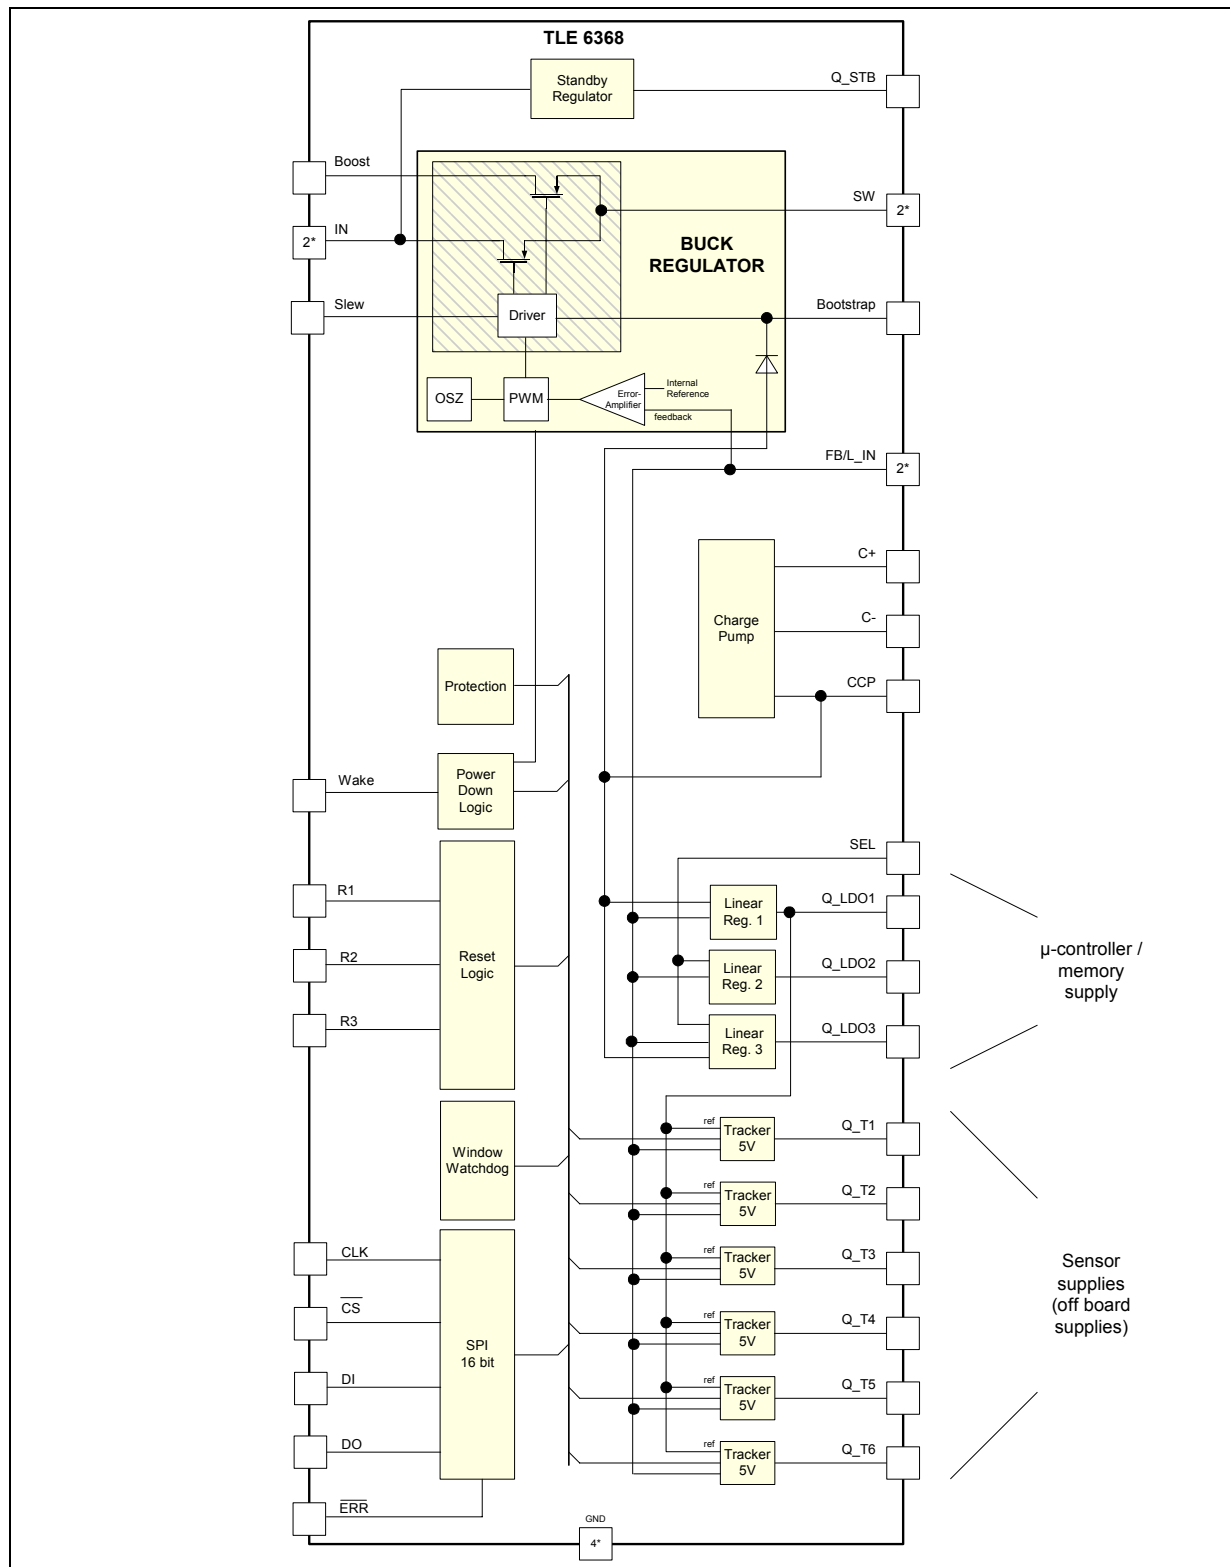 TLE 6368
Standby
Regulator
Q_STB
Boost
SW
2*
IN
2*
BUCK
REGULATOR
Slew
Driver
Bootstrap
OSZ
PWM
Error-
Amplifier
Internal
Reference
feedback
FB/L_IN
2*
C+
Charge
Pump
C-
CCP
Protection
Wake
Power
Down
Logic
SEL
R1
Linear
Reg. 1
Q_LDO1
R2
Reset
Logic
Linear
Reg. 2
Q_LDO2
µ-controller /
memory
supply
R3
Linear
Reg. 3
Q_LDO3
Window
Watchdog
ref
Tracker
5V
Q_T1
ref
Tracker
5V
Q_T2
CLK
ref
Tracker
5V
Q_T3
Sensor
supplies
(off board
supplies)
CS
SPI
16 bit
ref
Tracker
5V
Q_T4
DI
ref
Tracker
5V
Q_T5
DO
ref
Tracker
5V
Q_T6
ERR
GND
4*